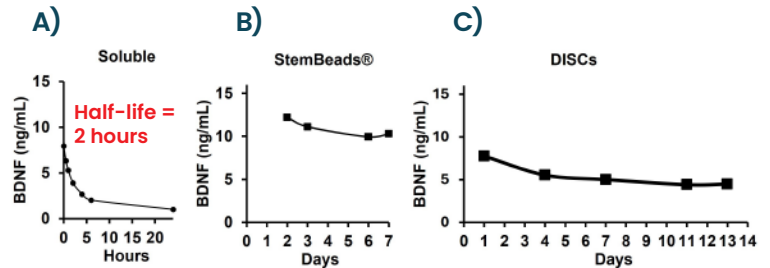 A)
Soluble
15
10
5
0
BDNF (ng/mL)
Half-life =
2 hours
0 5 10 15 20
Hours
B)
StemBeads®
15
10
5
0
BDNF (ng/mL)
0 1 2 3 4 5 6 7
Days
C)
DISCs
15
10
5
0
BDNF (ng/mL)
0 1 2 3 4 5 6 7 8 9 10 11 12 13 14
Days